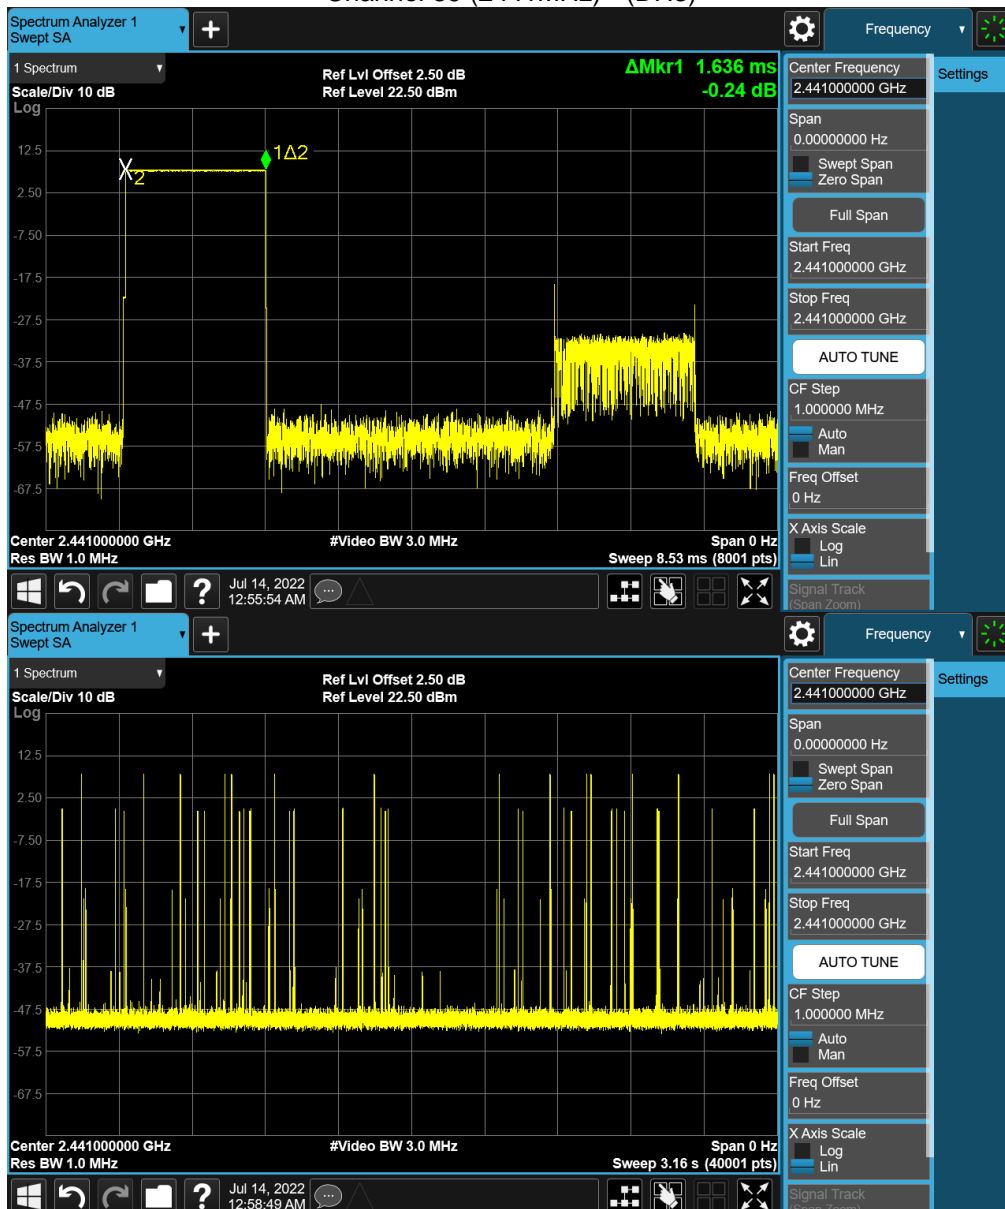 Spectrum Analyzer 1
Swept SA
+
Frequency
1 Spectrum
Scale/Div 10 dB
Log
Ref Lvl Offset 2.50 dB
Ref Level 22.50 dBm
ΔMkr1 1.636 ms
-0.24 dB
12.5
2.50
-7.50
-17.5
-27.5
-37.5
-47.5
-57.5
-67.5
X2
1Δ2
Center 2.441000000 GHz
Res BW 1.0 MHz
#Video BW 3.0 MHz
Span 0 Hz
Sweep 8.53 ms (8001 pts)
Center Frequency
2.441000000 GHz
Settings
Span
0.00000000 Hz
Swept Span
Zero Span
Full Span
Start Freq
2.441000000 GHz
Stop Freq
2.441000000 GHz
AUTO TUNE
CF Step
1.000000 MHz
Auto
Man
Freq Offset
0 Hz
X Axis Scale
Log
Lin
Signal Track
(Span Zoom)
?
Jul 14, 2022
12:55:54 AM
Spectrum Analyzer 1
Swept SA
+
Frequency
1 Spectrum
Scale/Div 10 dB
Log
Ref Lvl Offset 2.50 dB
Ref Level 22.50 dBm
12.5
2.50
-7.50
-17.5
-27.5
-37.5
-47.5
-57.5
-67.5
Center 2.441000000 GHz
Res BW 1.0 MHz
#Video BW 3.0 MHz
Span 0 Hz
Sweep 3.16 s (40001 pts)
Center Frequency
2.441000000 GHz
Settings
Span
0.00000000 Hz
Swept Span
Zero Span
Full Span
Start Freq
2.441000000 GHz
Stop Freq
2.441000000 GHz
AUTO TUNE
CF Step
1.000000 MHz
Auto
Man
Freq Offset
0 Hz
X Axis Scale
Log
Lin
Signal Track
?
Jul 14, 2022
12:58:49 AM